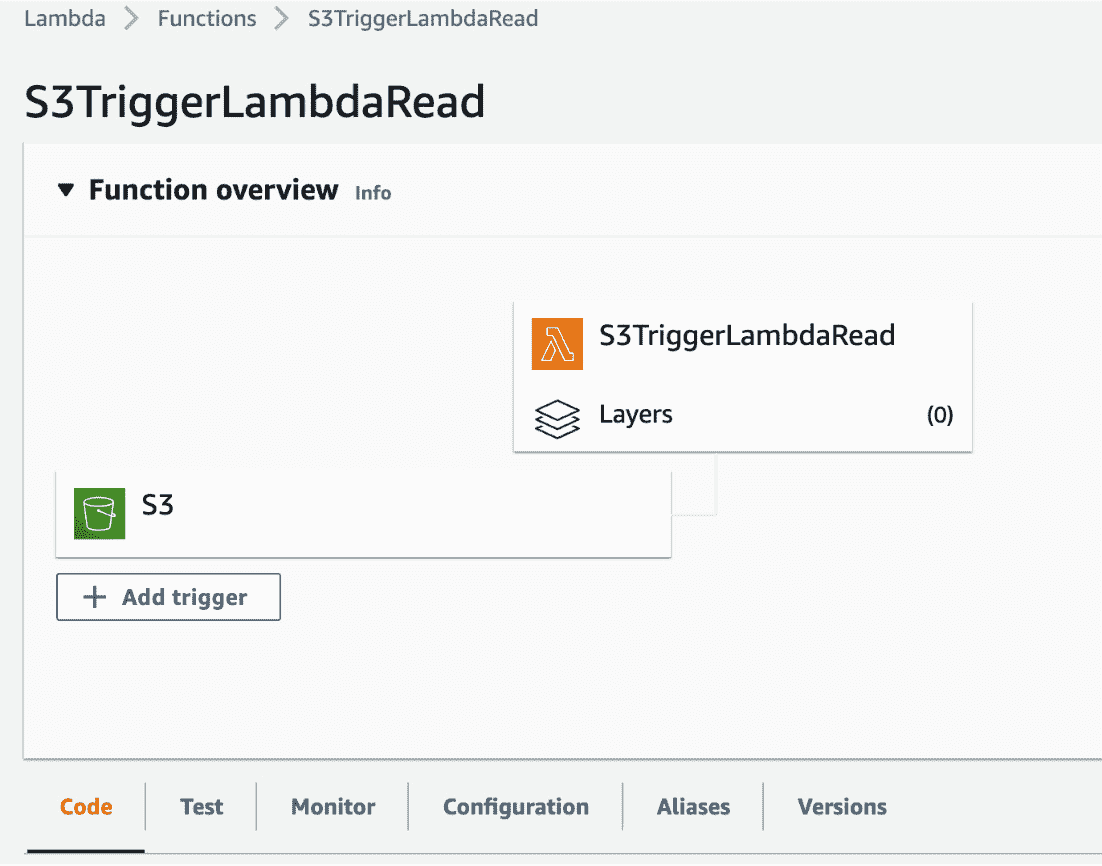 Lambda > Functions > S3TriggerLambdaRead
S3TriggerLambdaRead
Function overview Info
S3TriggerLambdaRead
Layers (0)
S3
+ Add trigger
Code Test Monitor Configuration Aliases Versions